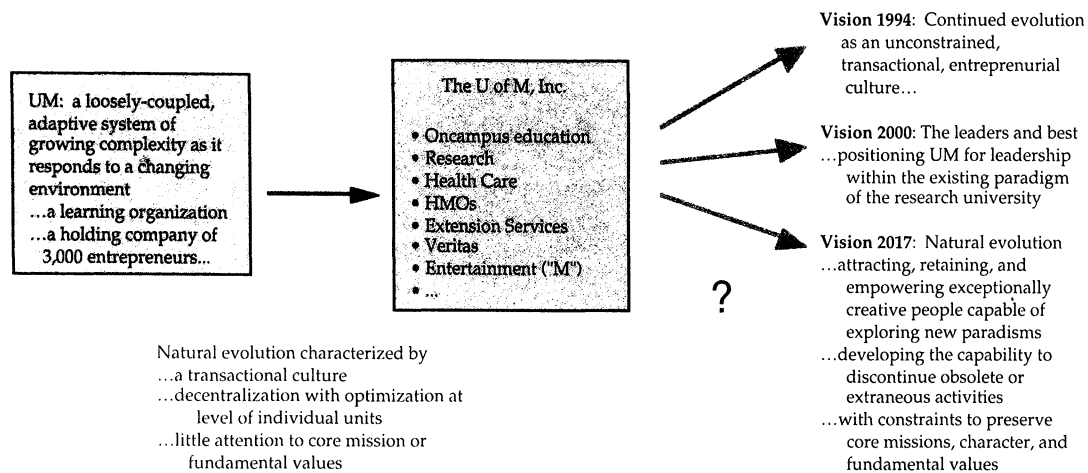 UM: a loosely-coupled,
adaptive system of
growing complexity as it
responds to a changing
environment
...a learning organization
...a holding company of
3,000 entrepreneurs...
The U of M, Inc.
• Oncampus education
• Research
• Health Care
• HMOs
• Extension Services
• Veritas
• Entertainment ("M")
• ...
Vision 1994: Continued evolution
as an unconstrained,
transactional, entreprenurial
culture...
Vision 2000: The leaders and best
...positioning UM for leadership
within the existing paradigm
of the research university
Vision 2017: Natural evolution
...attracting, retaining, and
empowering exceptionally
creative people capable of
exploring new paradisms
...developing the capability to
discontinue obsolete or
extraneous activities
...with constraints to preserve
core missions, character, and
fundamental values
?
Natural evolution characterized by
...a transactional culture
...decentralization with optimization at
level of individual units
...little attention to core mission or
fundamental values